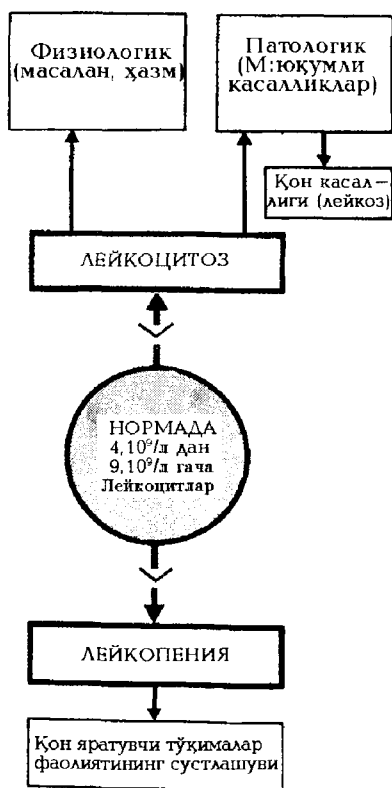 Физиологик
(масалан, ҳазм)
Патологик
(М:юқумли
касалликлар)
Қон касал–
лиги (лейкоз)
ЛЕЙКОЦИТОЗ
НОРМАДА
4,10⁹/л дан
9,10⁹/л гача
Лейкоцитлар
ЛЕЙКОПЕНИЯ
Қон яратувчи тўқималар
фаолиятининг сустлашуви